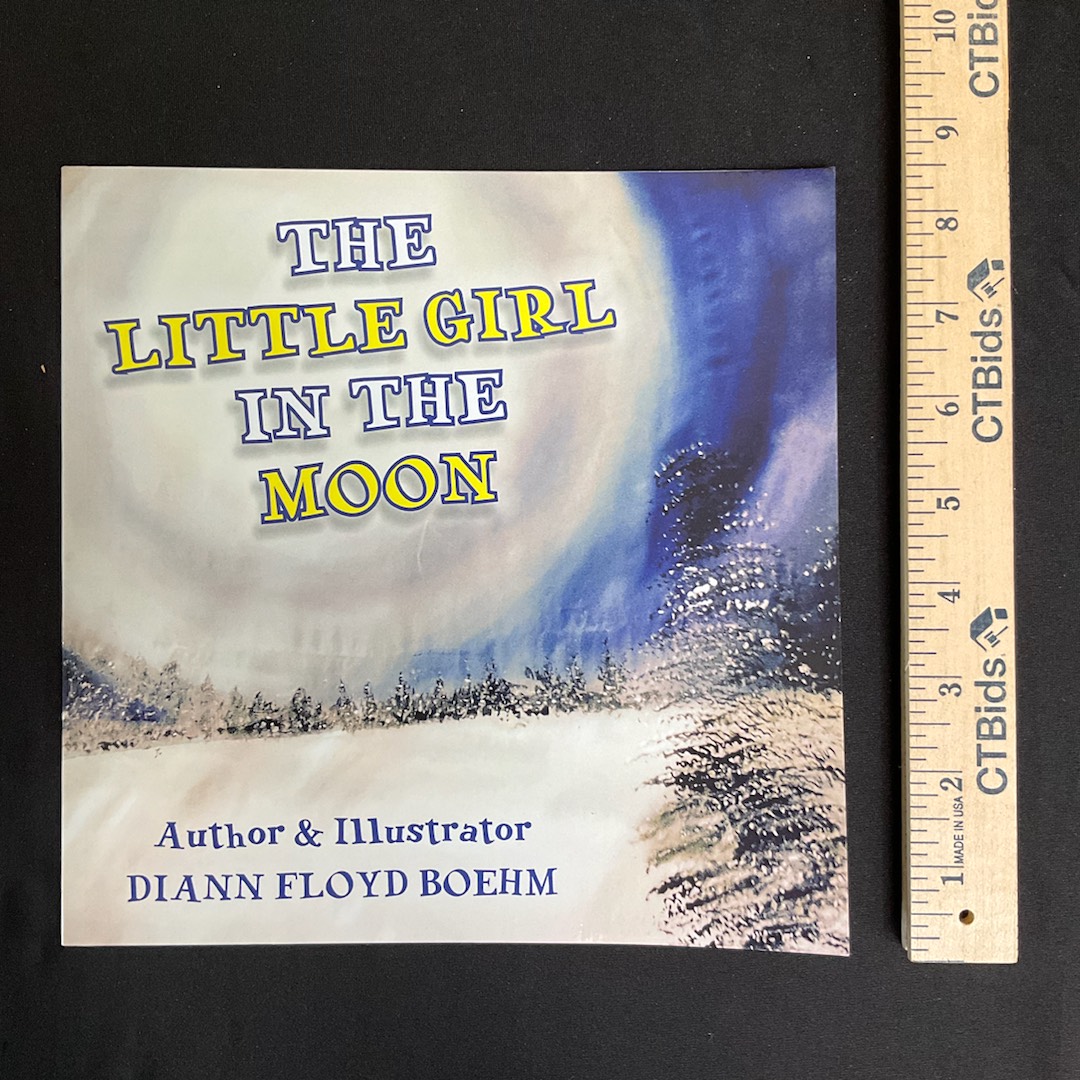 THE
LITTLE GIRL
IN THE
MOON
Author & Illustrator
DIANN FLOYD BOEHM
10
9
8
7
6
5
4
3
2
1
MADE IN USA
CTBids
CTBids
CTBids